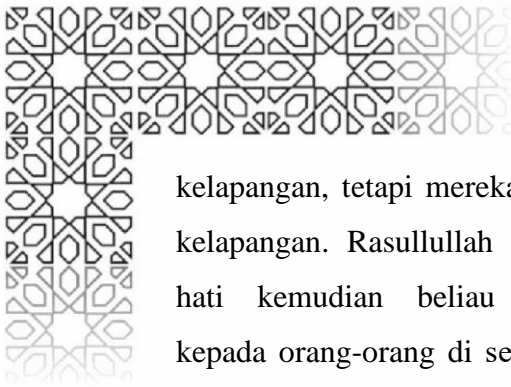 kelapangan, tetapi mereka
kelapangan. Rasullullah
hati kemudian beliau
kepada orang-orang di se